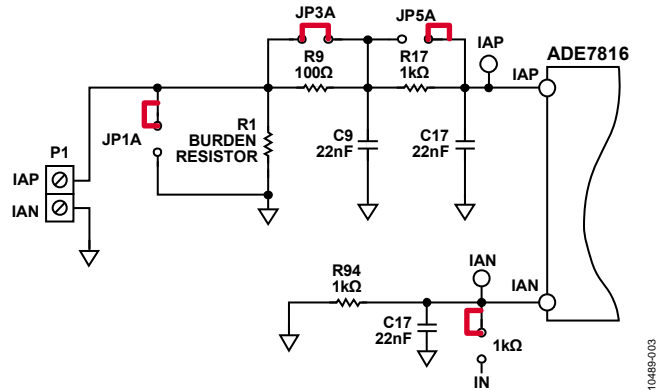 JP3A
JP5A
R9
100Ω
R17
1kΩ
IAP
IAP
ADE7816
JP1A
R1
BURDEN
RESISTOR
C9
22nF
C17
22nF
P1
IAP
IAN
R94
1kΩ
IAN
IAN
C17
22nF
1kΩ
IN
10489-003